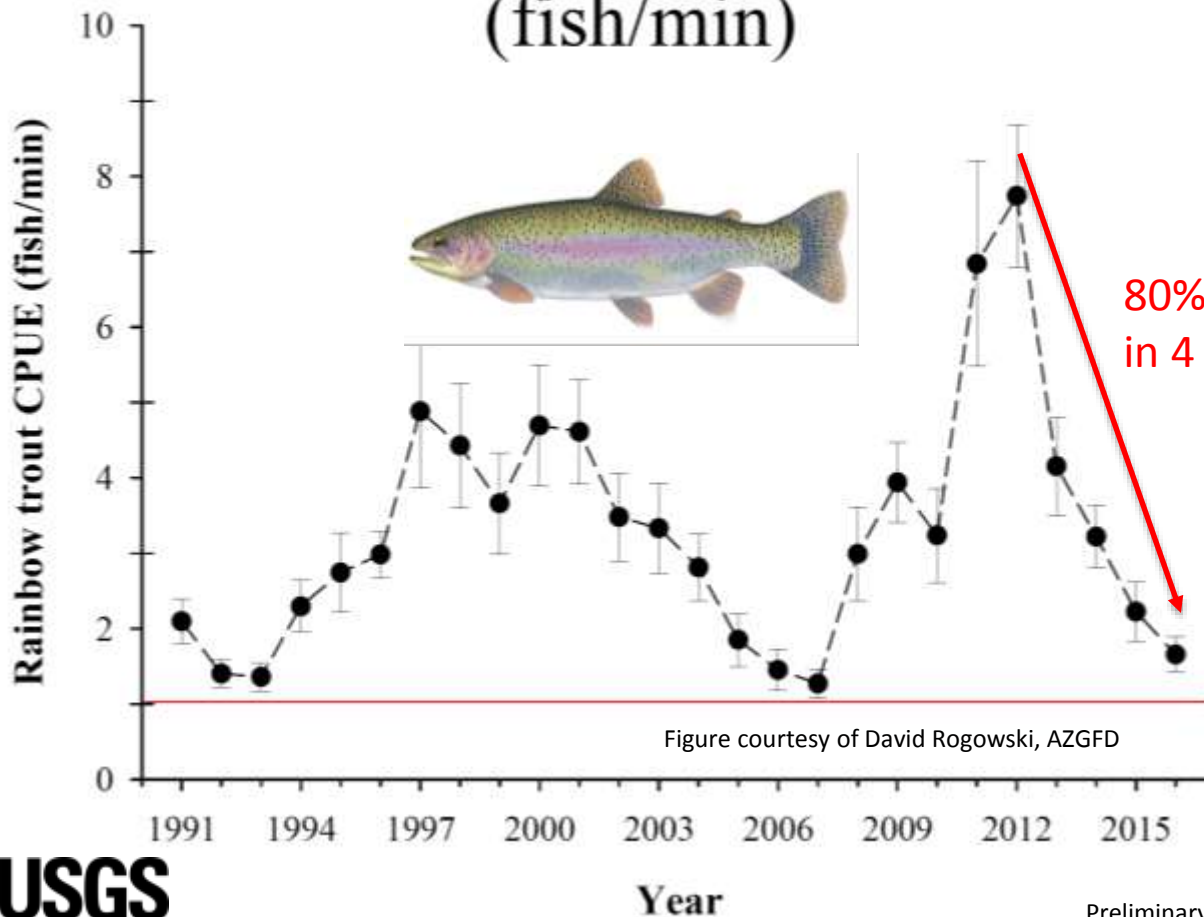 (fish/min)
Rainbow trout CPUE (fish/min)
10
8
6
4
2
0
80%
in 4
Figure courtesy of David Rogowski, AZGFD
1991 1994 1997 2000 2003 2006 2009 2012 2015
Year
USGS
Preliminary